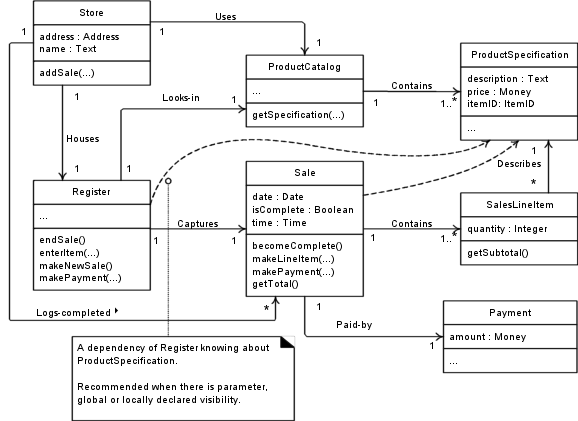 Store
address : Address
name : Text
addSale(...)
1
1
Uses
1
ProductCatalog
...
getSpecification(...)
1
Contains
1..*
ProductSpecification
description : Text
price : Money
itemID: ItemID
...
1
Looks-in
1
Houses
1
1
Register
...
endSale()
enterItem(...)
makeNewSale()
makePayment(...)
1
Captures
1
Sale
date : Date
isComplete : Boolean
time : Time
becomeComplete()
makeLineItem(...)
makePayment(...)
getTotal()
1
Contains
1..*
1
Describes
*
SalesLineItem
quantity : Integer
getSubtotal()
Logs-completed
*
1
Paid-by
1
Payment
amount : Money
...
A dependency of Register knowing about
ProductSpecification.
Recommended when there is parameter,
global or locally declared visibility.